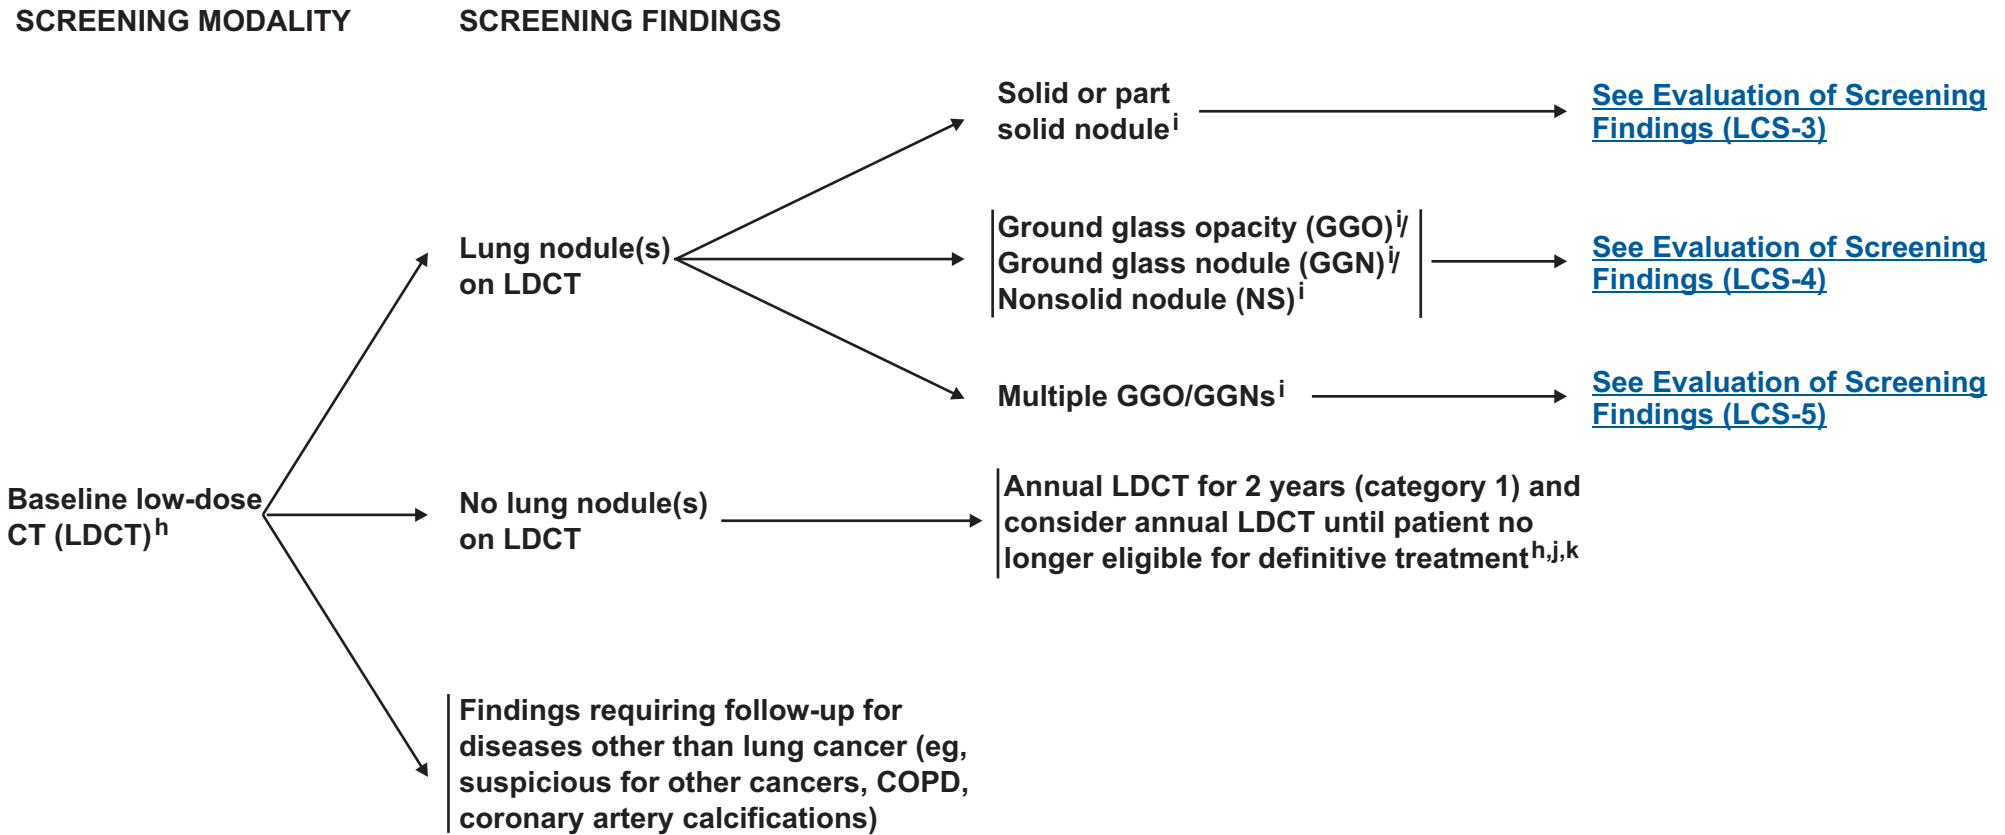 SCREENING MODALITY
SCREENING FINDINGS
Solid or part
solid nodule i
See Evaluation of Screening
Findings (LCS-3)
Lung nodule(s)
on LDCT
Ground glass opacity (GGO) i/
Ground glass nodule (GGN) i/
Nonsolid nodule (NS) i
See Evaluation of Screening
Findings (LCS-4)
Multiple GGO/GGNs i
See Evaluation of Screening
Findings (LCS-5)
Baseline low-dose
CT (LDCT) h
No lung nodule(s)
on LDCT
Annual LDCT for 2 years (category 1) and
consider annual LDCT until patient no
longer eligible for definitive treatment h,j,k
Findings requiring follow-up for
diseases other than lung cancer (eg,
suspicious for other cancers, COPD,
coronary artery calcifications)